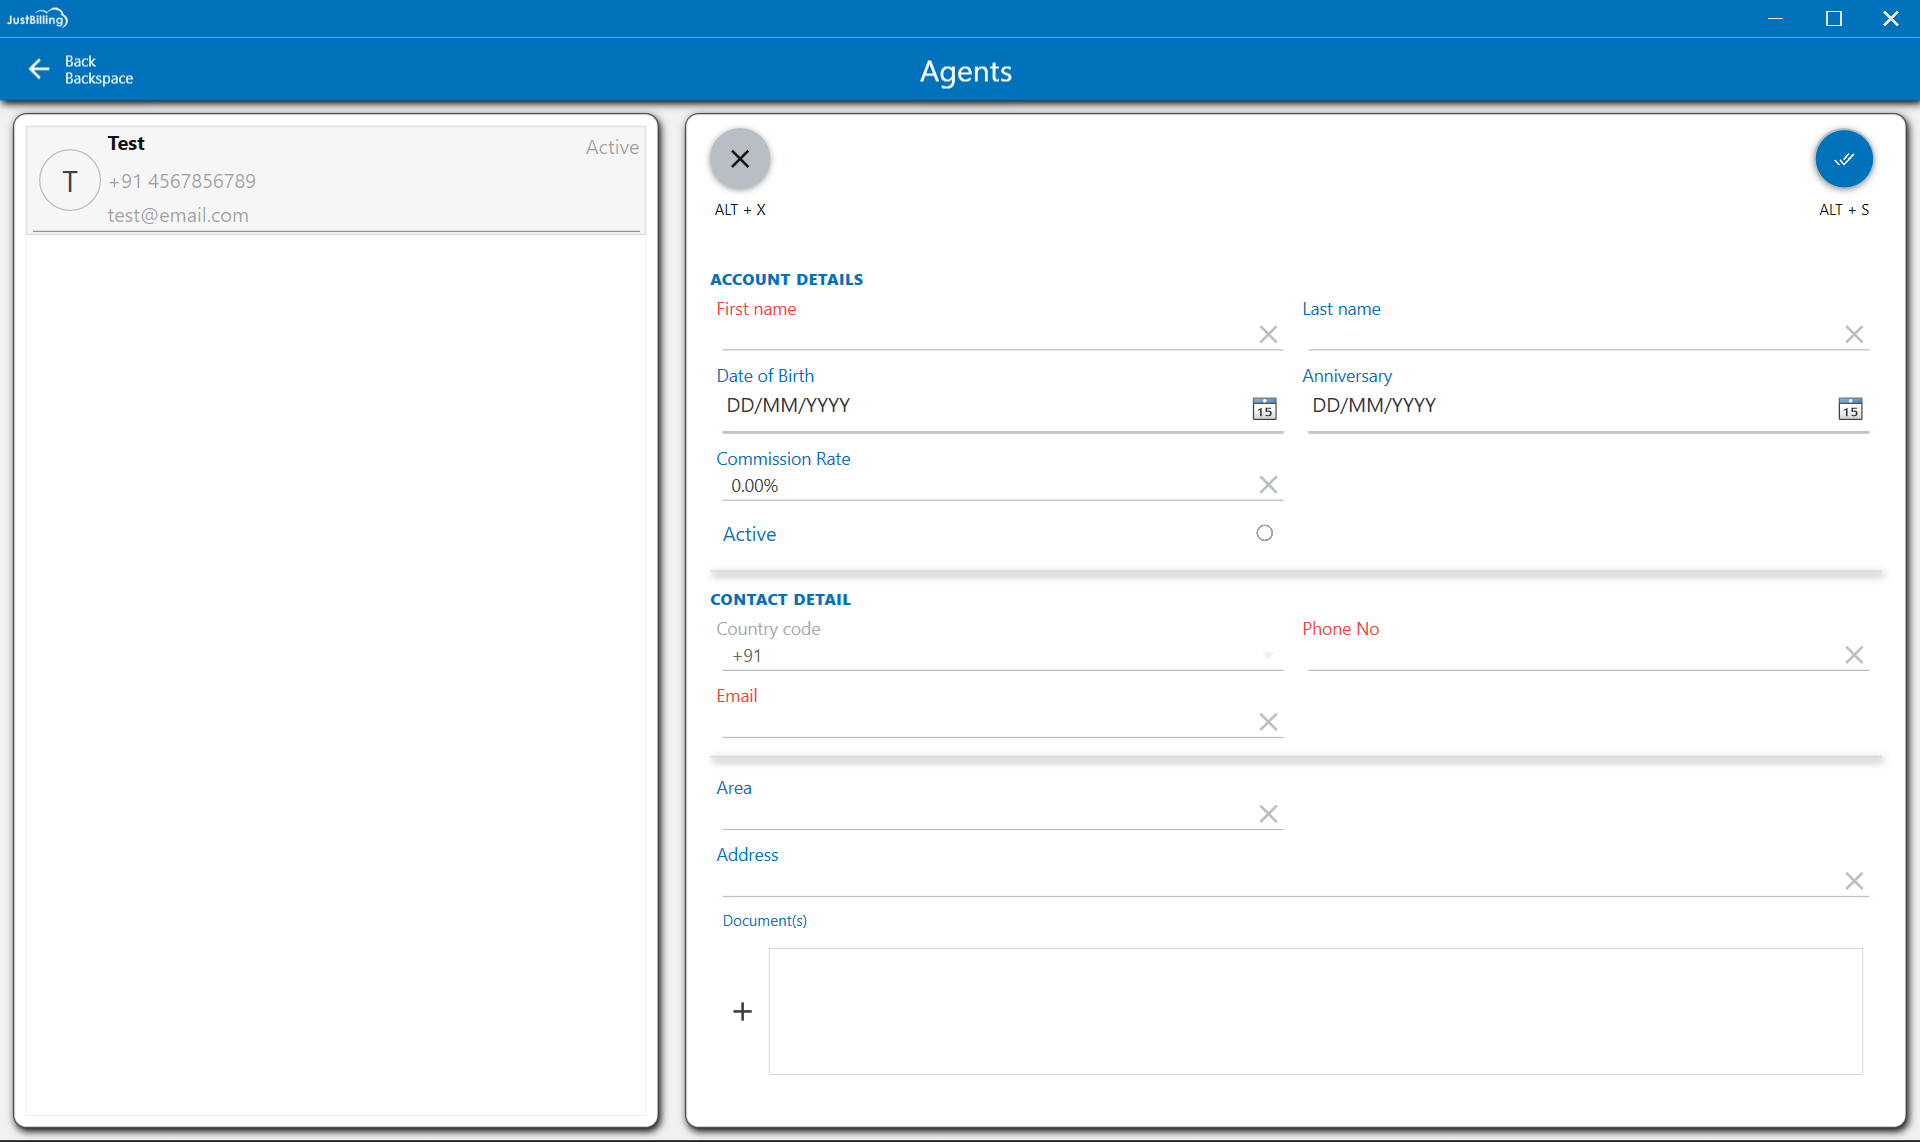 JustBilling
Back
Backspace
Agents
T
Test
Active
+91 4567856789
test@email.com
ALT + X
ALT + S
ACCOUNT DETAILS
First name
Last name
Date of Birth
Anniversary
DD/MM/YYYY
15
DD/MM/YYYY
15
Commission Rate
0.00%
Active
CONTACT DETAIL
Country code
Phone No
+91
Email
Area
Address
Document(s)